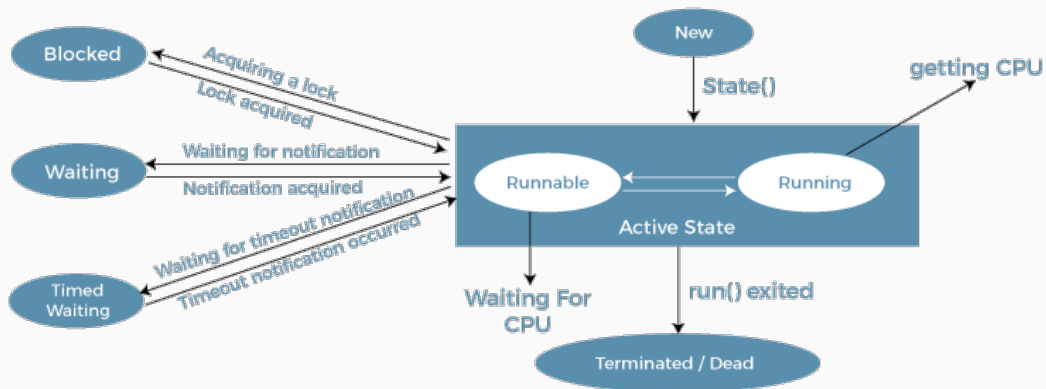 New
Blocked
Acquiring a lock
Lock acquired
State()
getting CPU
Waiting for notification
Waiting
Notification acquired
Runnable
Running
Active State
Waiting for timeout notification
Timeout notification occurred
Timed
Waiting
Waiting For
CPU
run() exited
Terminated / Dead